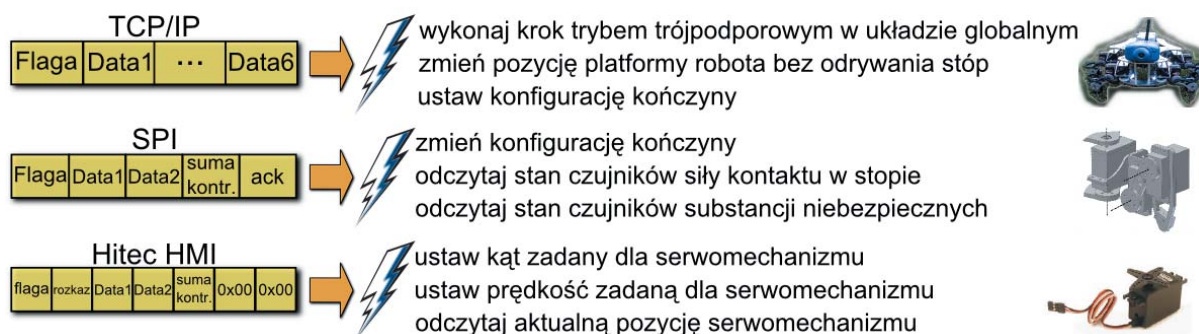 TCP/IP
Flaga Data1 ... Data6
wykonaj krok trybem trójpodporowym w układzie globalnym
zmień pozycję platformy robota bez odrywania stóp
ustaw konfigurację kończyny
SPI
Flaga Data1 Data2 suma kontr. ack
zmień konfigurację kończyny
odczytaj stan czujników siły kontaktu w stopie
odczytaj stan czujników substancji niebezpiecznych
Hitec HMI
flaga rozkaz Data1 Data2 suma kontr. 0x00 0x00
ustaw kąt zadany dla serwomechanizmu
ustaw prędkość zadaną dla serwomechanizmu
odczytaj aktualną pozycję serwomechanizmu